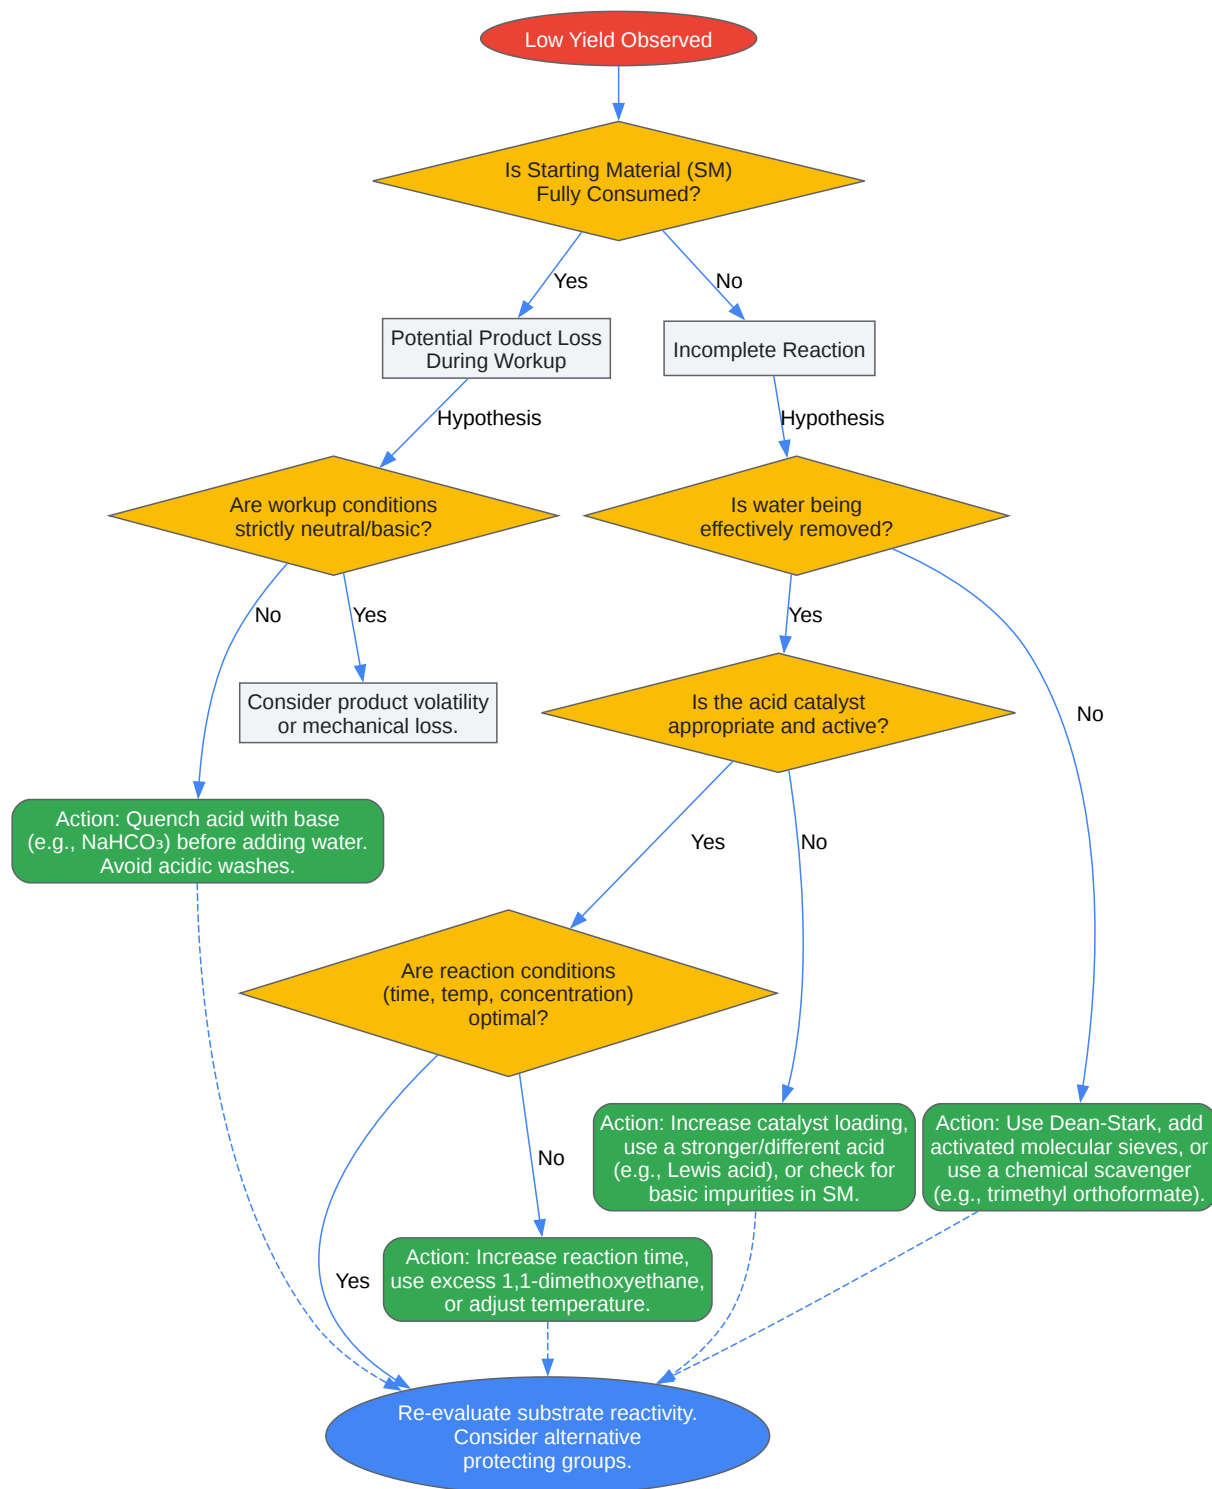 Low Yield Observed
Is Starting Material (SM)
Fully Consumed?
Yes
No
Potential Product Loss
During Workup
Incomplete Reaction
Hypothesis
Hypothesis
Are workup conditions
strictly neutral/basic?
Is water being
effectively removed?
No
Yes
Yes
No
Consider product volatility
or mechanical loss.
Is the acid catalyst
appropriate and active?
Action: Quench acid with base
(e.g., NaHCO₃) before adding water.
Avoid acidic washes.
Yes
No
Are reaction conditions
(time, temp, concentration)
optimal?
Action: Increase catalyst loading,
use a stronger/different acid
(e.g., Lewis acid), or check for
basic impurities in SM.
Action: Use Dean-Stark, add
activated molecular sieves, or
use a chemical scavenger
(e.g., trimethyl orthoformate).
No
Yes
Action: Increase reaction time,
use excess 1,1-dimethoxyethane,
or adjust temperature.
Re-evaluate substrate reactivity.
Consider alternative
protecting groups.